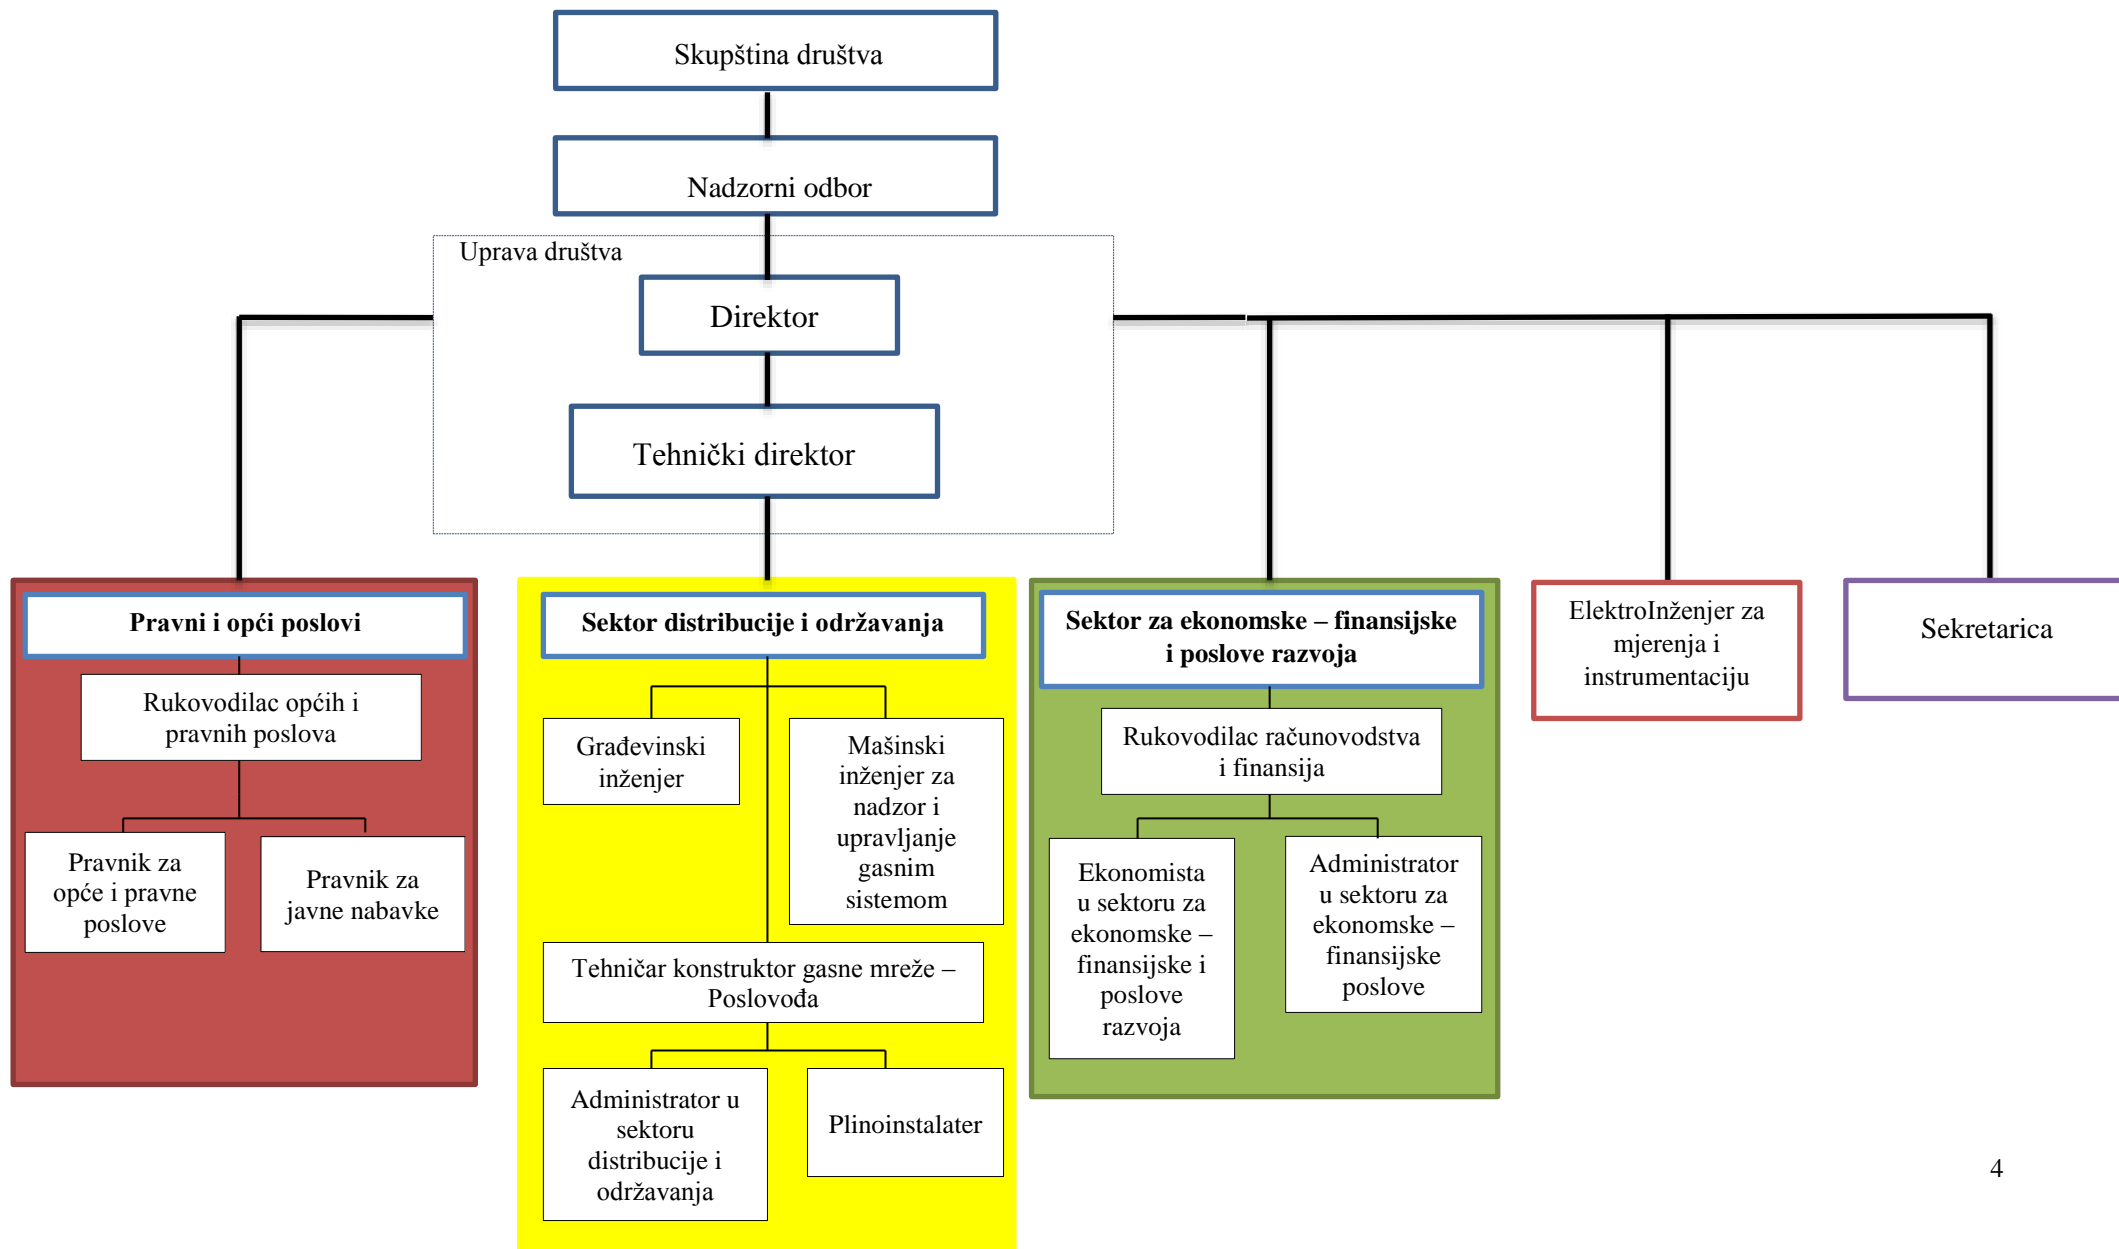 Skupština društva
Nadzorni odbor
Uprava društva
Direktor
Tehnički direktor
Pravni i opći poslovi
Rukovodilac općih i
pravnih poslova
Pravnik za
opće i pravne
poslove
Pravnik za
javne nabavke
Sektor distribucije i održavanja
Građevinski
inženjer
Mašinski
inženjer za
nadzor i
upravljanje
gasnim
sistemom
Tehničar konstruktor gasne mreže –
Poslovođa
Administrator u
sektoru
distribucije i
održavanja
Plinoinstalater
Sektor za ekonomske – finansijske
i poslove razvoja
Rukovodilac računovodstva
i finansija
Ekonomista
u sektoru za
ekonomske –
finansijske i
poslove
razvoja
Administrator
u sektoru za
ekonomske –
finansijske
poslove
ElektroInženjer za
mjerenja i
instrumentaciju
Sekretarica
4